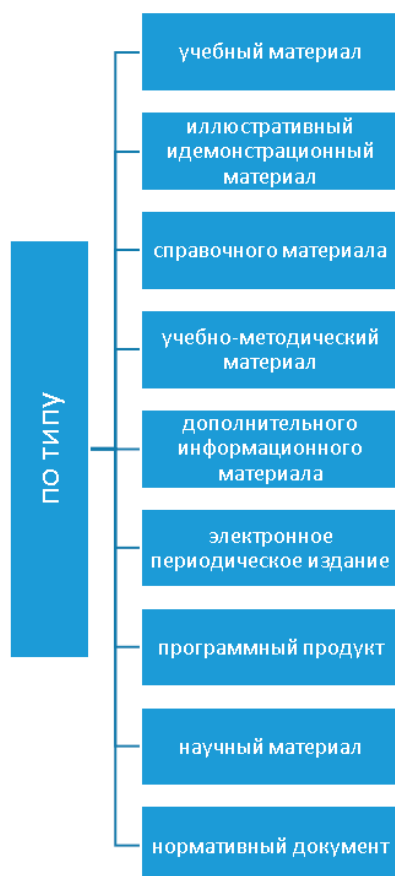 ПО ТИПУ
учебный материал
иллюстративный
идемонстрационный
материал
справочного материала
учебно-методический
материал
дополнительного
информационного
материала
электронное
периодическое издание
программный продукт
научный материал
нормативный документ